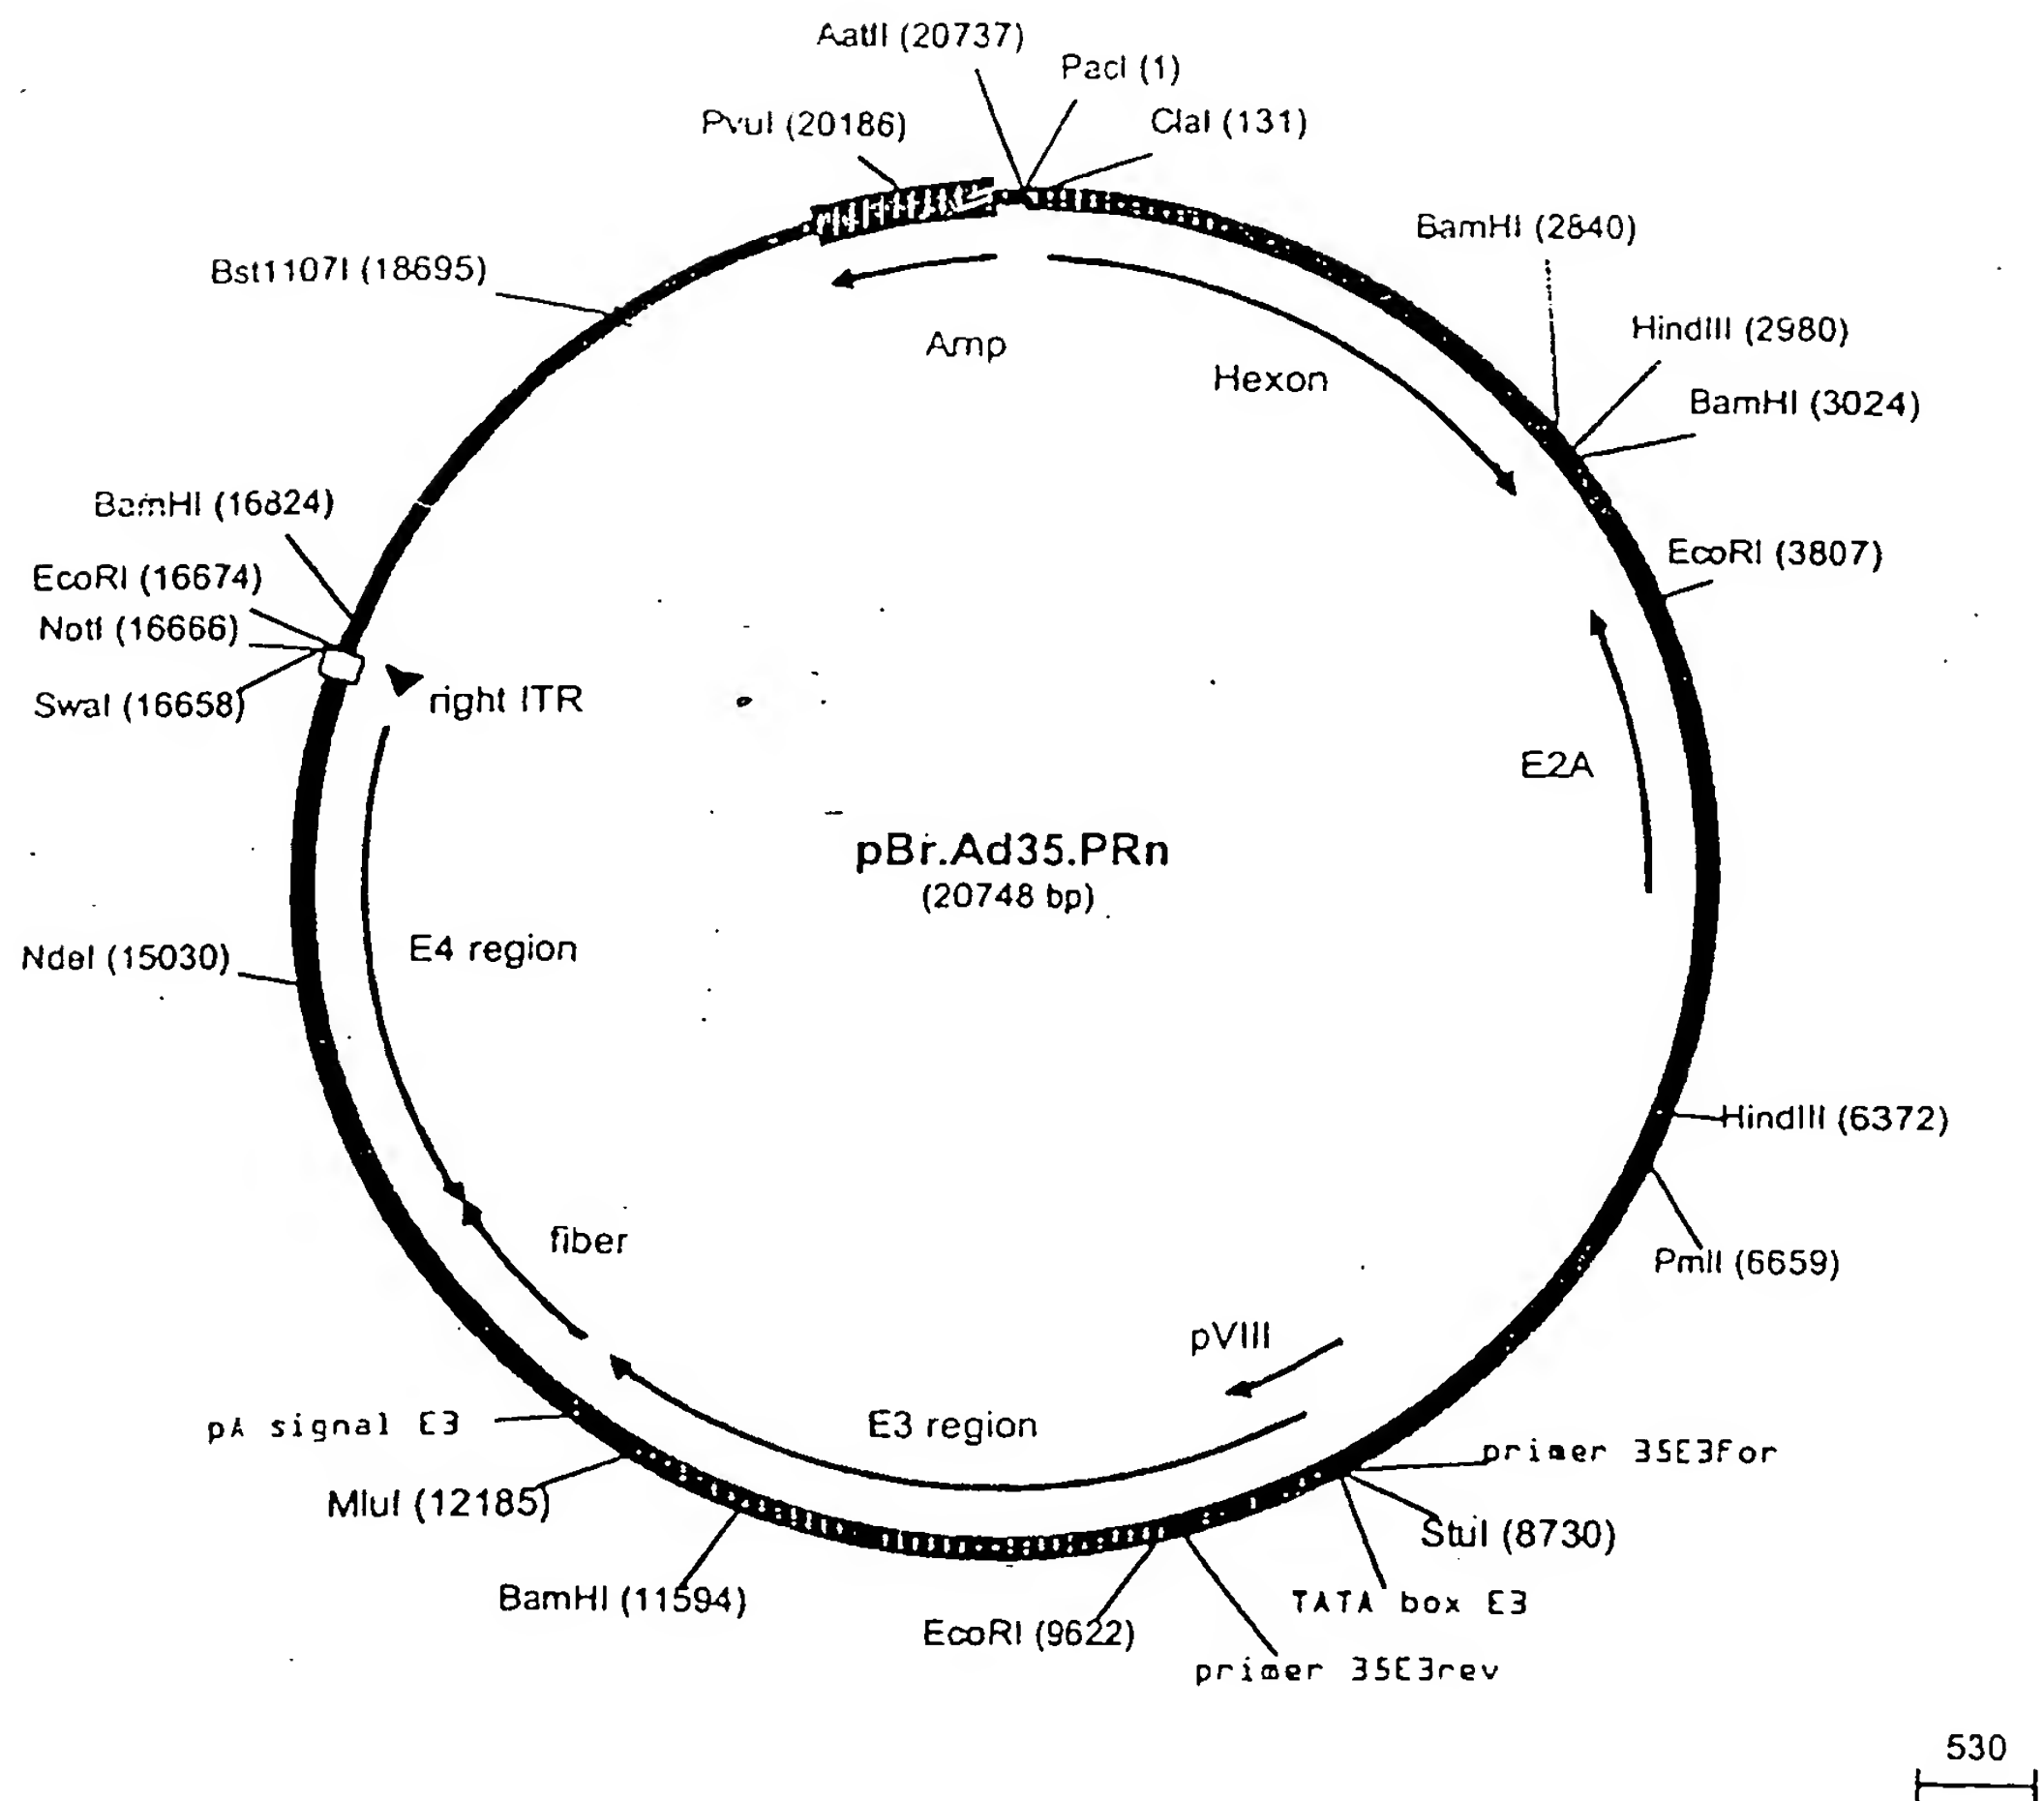 AatII (20737)
PacI (1)
PvuI (20186)
ClaI (131)
BamHI (2840)
Bst1107I (18695)
HindIII (2980)
Amp
Hexon
BamHI (3024)
BamHI (16824)
EcoRI (3807)
EcoRI (16674)
NotI (16666)
SwaI (16658)
right ITR
E2A
pBr.Ad35.PRn
(20748 bp)
NdeI (15030)
E4 region
HindIII (6372)
fiber
PmlI (6659)
pVIII
pA signal E3
E3 region
primer 35E3for
MluI (12185)
StuI (8730)
BamHI (11594)
TATA box E3
EcoRI (9622)
primer 35E3rev
530